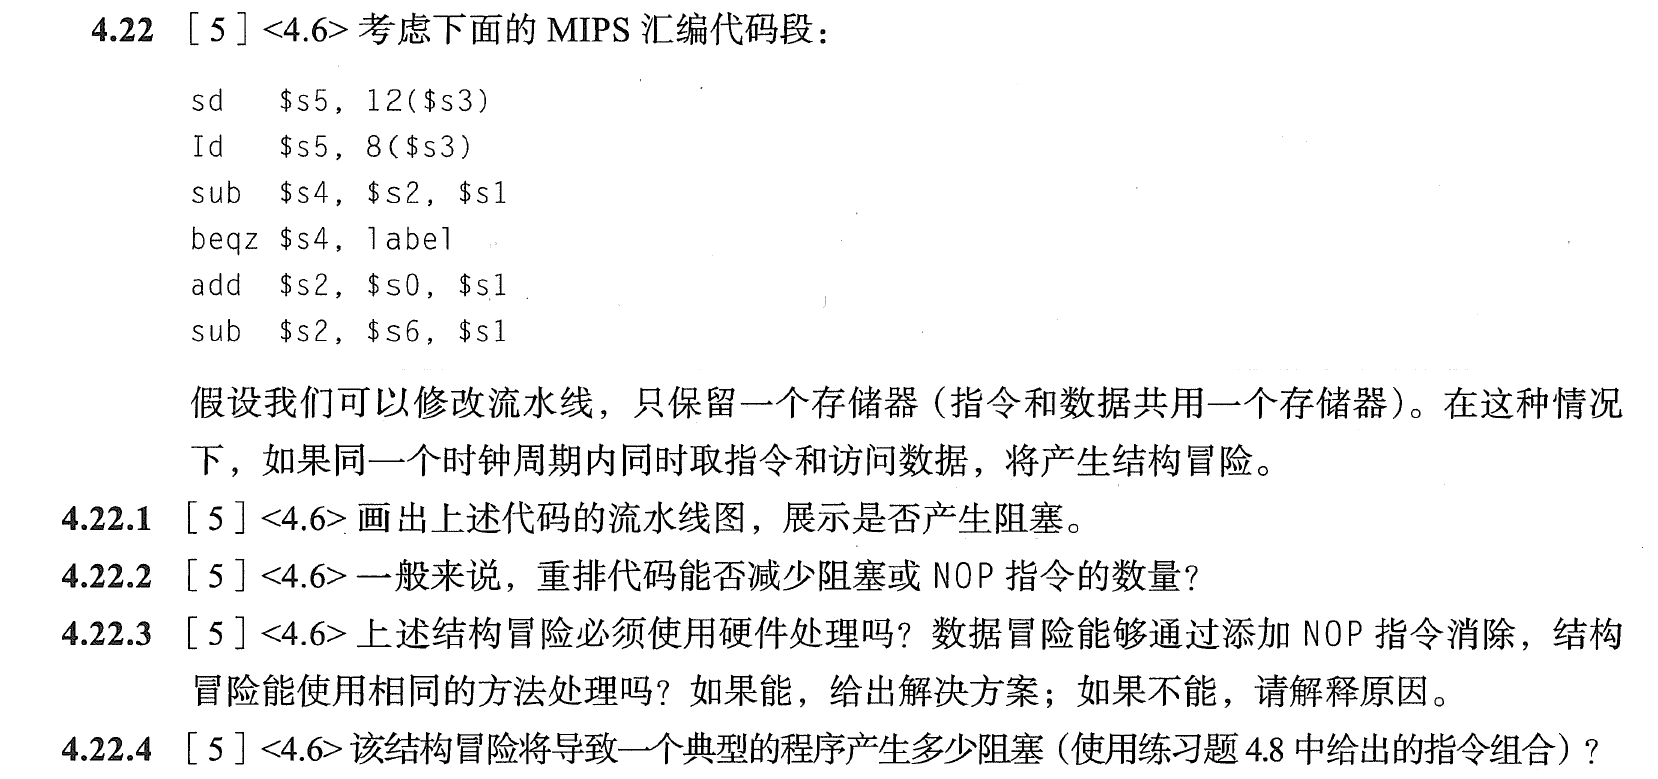 4.22 ［5］<4.6> 考虑下面的 MIPS 汇编代码段：
sd $s5, 12($s3)
Id $s5, 8($s3)
sub $s4, $s2, $s1
beqz $s4, label
add $s2, $s0, $s1
sub $s2, $s6, $s1
假设我们可以修改流水线，只保留一个存储器（指令和数据共用一个存储器）。在这种情况
下，如果同一个时钟周期内同时取指令和访问数据，将产生结构冒险。
4.22.1 ［5］<4.6> 画出上述代码的流水线图，展示是否产生阻塞。
4.22.2 ［5］<4.6> 一般来说，重排代码能否减少阻塞或 NOP 指令的数量？
4.22.3 ［5］<4.6> 上述结构冒险必须使用硬件处理吗？数据冒险能够通过添加 NOP 指令消除，结构
冒险能使用相同的方法处理吗？如果能，给出解决方案；如果不能，请解释原因。
4.22.4 ［5］<4.6> 该结构冒险将导致一个典型的程序产生多少阻塞（使用练习题 4.8 中给出的指令组合）？